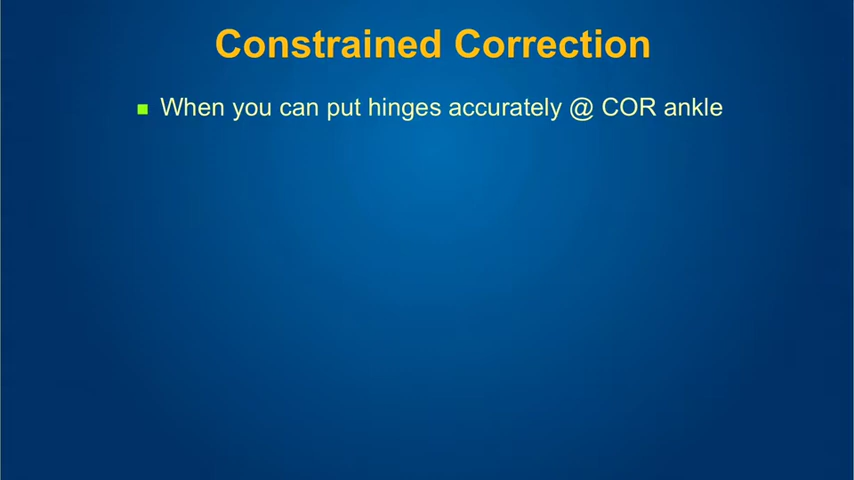 Constrained Correction
When you can put hinges accurately @ COR ankle